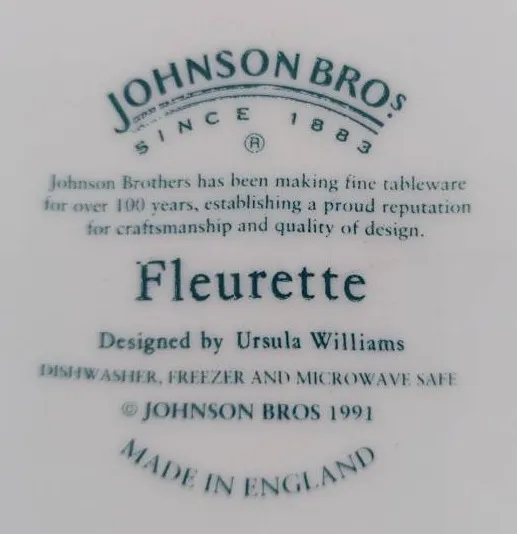 JOHNSON BROS.
SINCE 1883
®
Johnson Brothers has been making fine tableware
for over 100 years, establishing a proud reputation
for craftsmanship and quality of design.
Fleurette
Designed by Ursula Williams
DISHWASHER, FREEZER AND MICROWAVE SAFE
© JOHNSON BROS 1991
MADE IN ENGLAND